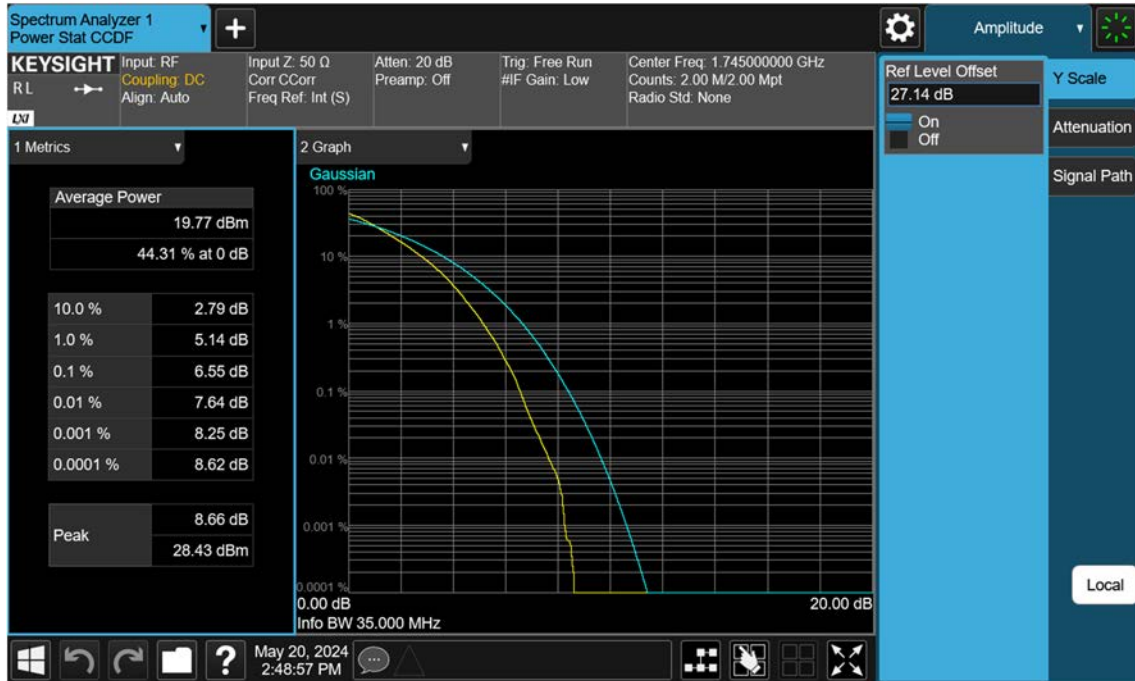 Spectrum Analyzer 1
Power Stat CCDF
+
Amplitude
KEYSIGHT
R L
LXI
Input: RF
Coupling: DC
Align: Auto
Input Z: 50 Ω
Corr CCorr
Freq Ref: Int (S)
Atten: 20 dB
Preamp: Off
Trig: Free Run
#IF Gain: Low
Center Freq: 1.745000000 GHz
Counts: 2.00 M/2.00 Mpt
Radio Std: None
Ref Level Offset
27.14 dB
On
Off
Y Scale
Attenuation
Signal Path
1 Metrics
Average Power
19.77 dBm
44.31 % at 0 dB
10.0 % 2.79 dB
1.0 % 5.14 dB
0.1 % 6.55 dB
0.01 % 7.64 dB
0.001 % 8.25 dB
0.0001 % 8.62 dB
Peak
8.66 dB
28.43 dBm
2 Graph
Gaussian
100 %
10 %
1 %
0.1 %
0.01 %
0.001 %
0.0001 %
0.00 dB 20.00 dB
Info BW 35.000 MHz
Local
?
May 20, 2024
2:48:57 PM